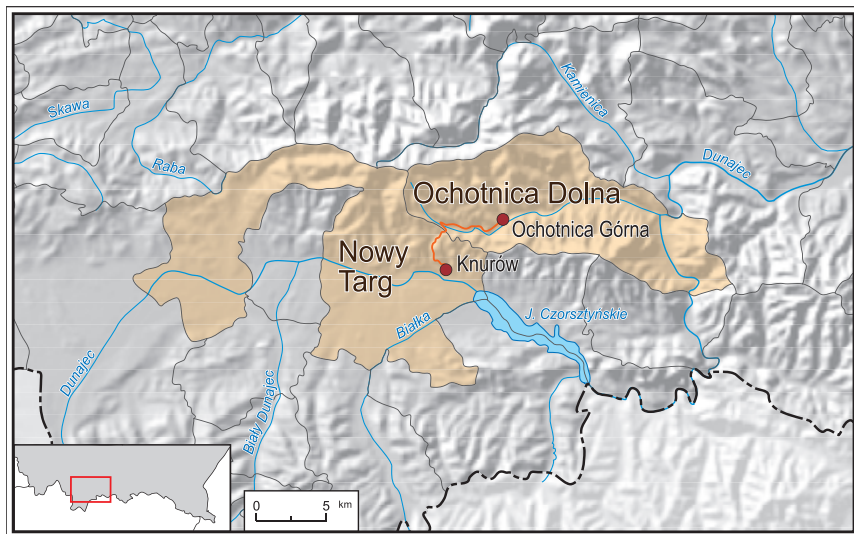 Skawa
Raba
Kamienica
Dunajec
Ochotnica Dolna
Ochotnica Górna
Nowy
Targ
Knurów
J. Czorsztyńskie
Białka
Dunajec
Biały Dunajec
0 5 km